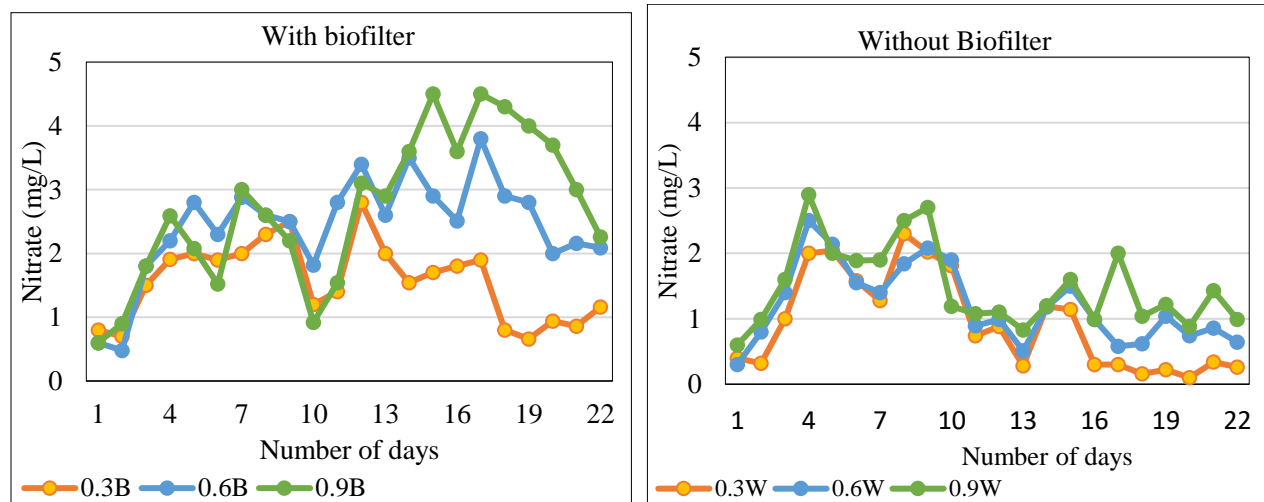 With biofilter
Nitrate (mg/L)
5
4
3
2
1
0
1 4 7 10 13 16 19 22
Number of days
0.3B 0.6B 0.9B
Without Biofilter
Nitrate (mg/L)
5
4
3
2
1
0
1 4 7 10 13 16 19 22
Number of days
0.3W 0.6W 0.9W